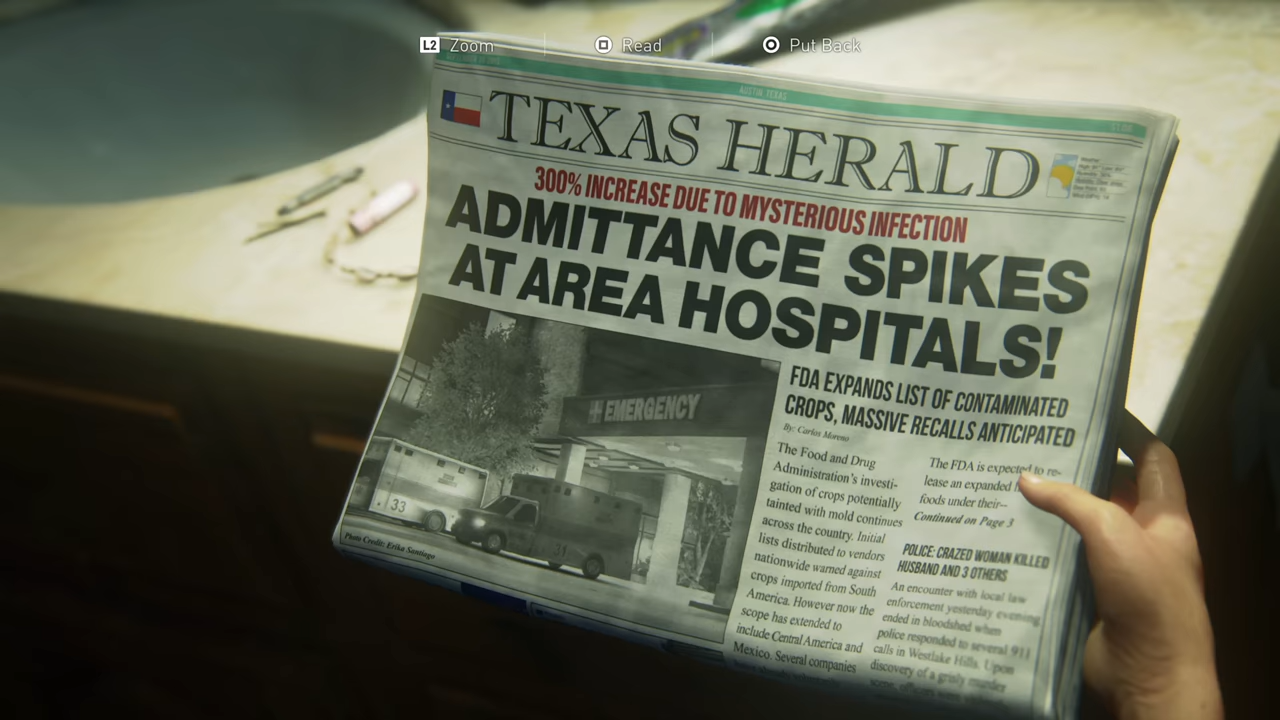 L2 Zoom
Read
Put Back
AUSTIN, TEXAS
TEXAS HERALD
300% INCREASE DUE TO MYSTERIOUS INFECTION
ADMITTANCE SPIKES
AT AREA HOSPITALS!
EMERGENCY
33
31
Photo Credit: Erika Santiago
FDA EXPANDS LIST OF CONTAMINATED
CROPS, MASSIVE RECALLS ANTICIPATED
By: Carlos Moreno
The Food and Drug
Administration's investi-
gation of crops potentially
tainted with mold continues
across the country. Initial
lists distributed to vendors
nationwide warned against
crops imported from South
America. However now the
scope has extended to
include Central America and
Mexico. Several companies
The FDA is expected to re-
lease an expanded
foods under their--
Continued on Page 3
POLICE: CRAZED WOMAN KILLED
HUSBAND AND 3 OTHERS
An encounter with local law
enforcement yesterday evening
ended in bloodshed when
police responded to several 911
calls in Westlake Hills. Upon
discovery of a grisly murder